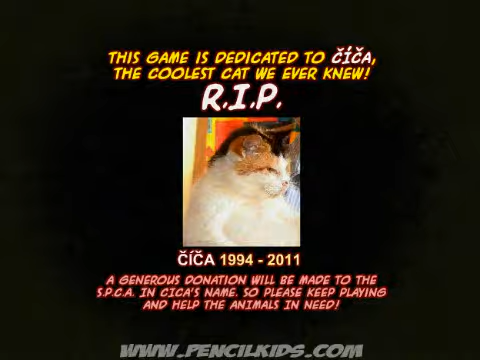 THIS GAME IS DEDICATED TO ČÍČA,
THE COOLEST CAT WE EVER KNEW!
R.I.P.
ČÍČA 1994 - 2011
A GENEROUS DONATION WILL BE MADE TO THE
S.P.C.A. IN CICA'S NAME. SO PLEASE KEEP PLAYING
AND HELP THE ANIMALS IN NEED!
WWW.PENCILKIDS.COM